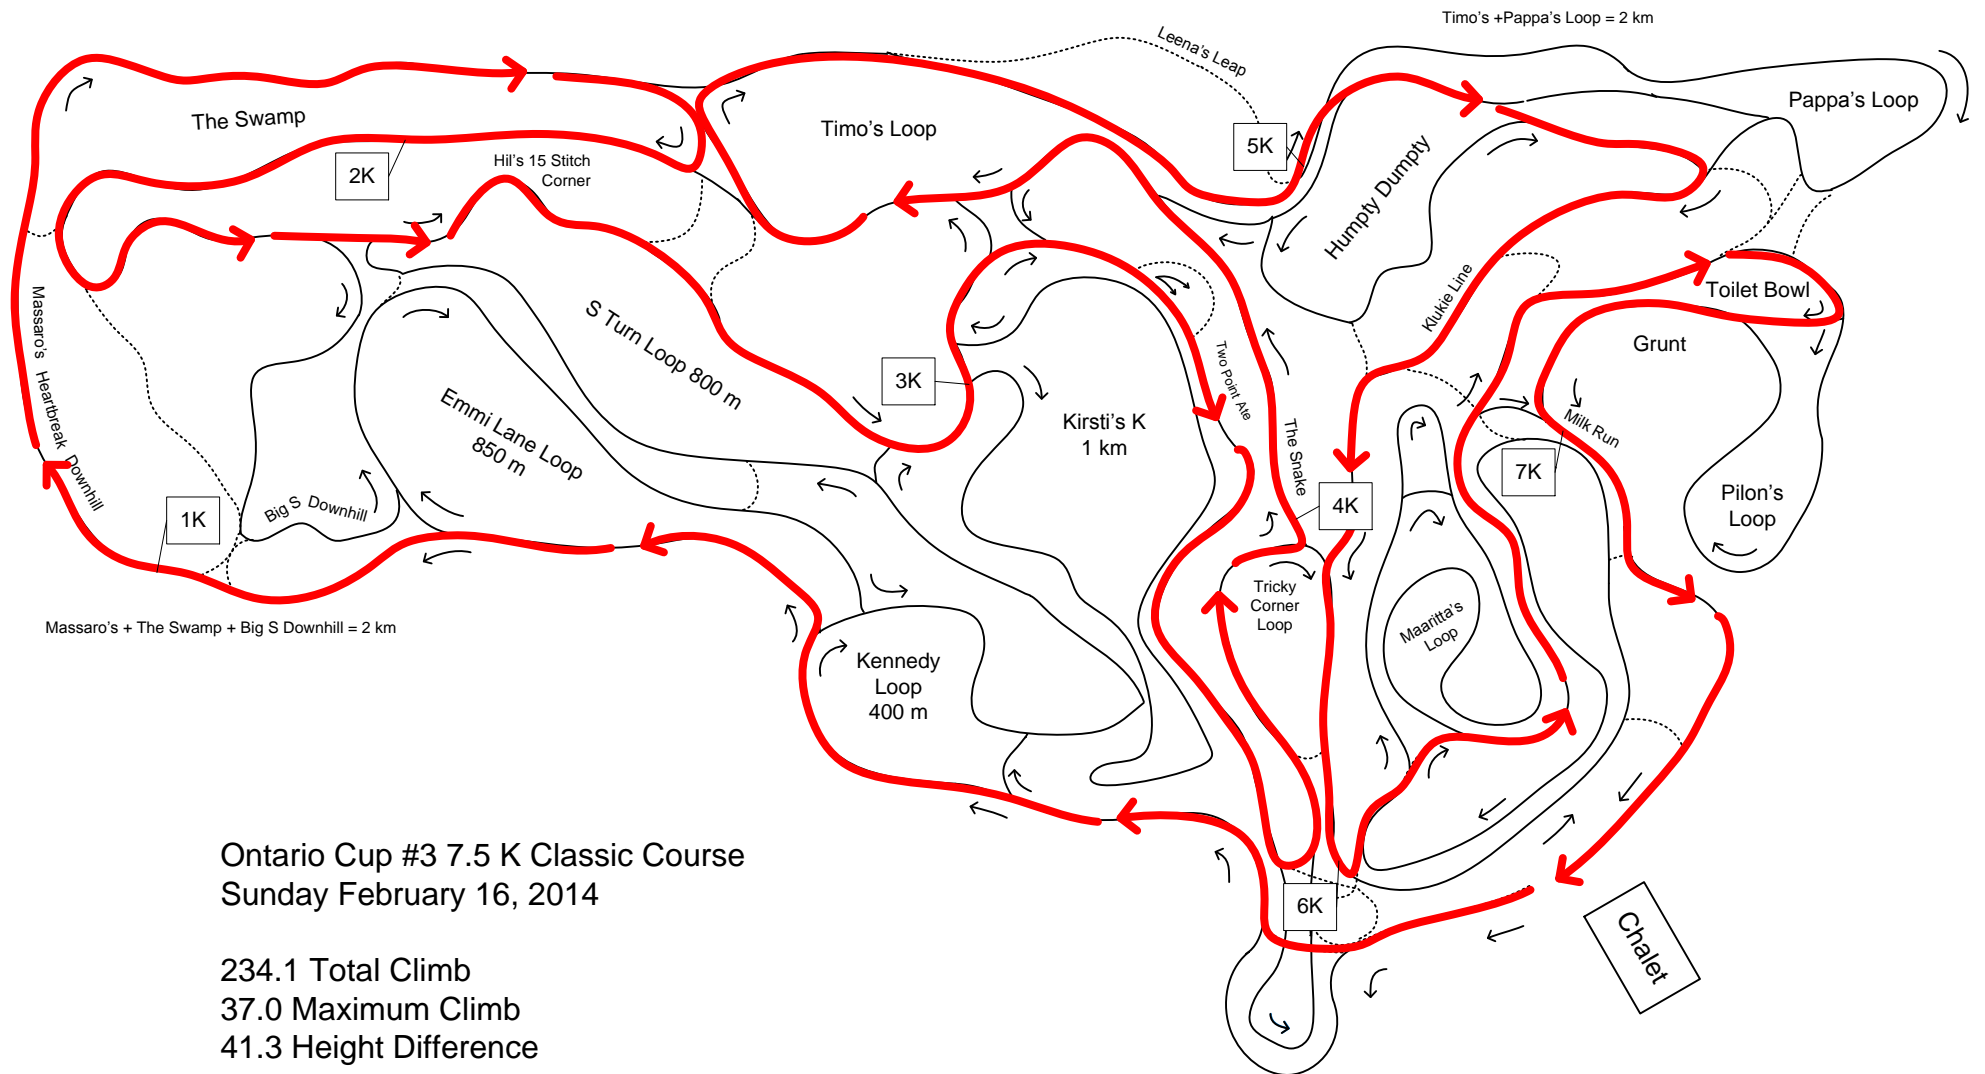 Timo's +Pappa's Loop = 2 km
Leena's Leap
Pappa's Loop
The Swamp
Timo's Loop
5K
Hil's 15 Stitch
Corner
2K
Humpty Dumpty
Massaro's Heartbreak Downhill
Klukie Line
Toilet Bowl
S Turn Loop 800 m
Grunt
Two Point Ate
3K
Emmi Lane Loop
850 m
Kirsti's K
1 km
Milk Run
The Snake
7K
Pilon's
Loop
1K
Big S Downhill
4K
Tricky
Corner
Loop
Maaritta's
Loop
Massaro's + The Swamp + Big S Downhill = 2 km
Kennedy
Loop
400 m
6K
Chalet
Ontario Cup #3 7.5 K Classic Course
Sunday February 16, 2014
234.1 Total Climb
37.0 Maximum Climb
41.3 Height Difference